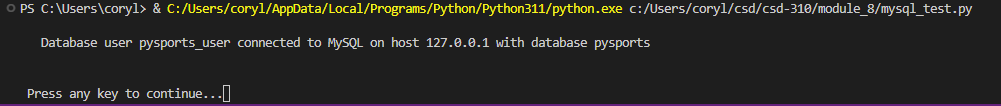 PS C:\Users\coryl> & C:/Users/coryl/AppData/Local/Programs/Python/Python311/python.exe c:/Users/coryl/csd/csd-310/module_8/mysql_test.py
Database user pysports_user connected to MySQL on host 127.0.0.1 with database pysports
Press any key to continue...